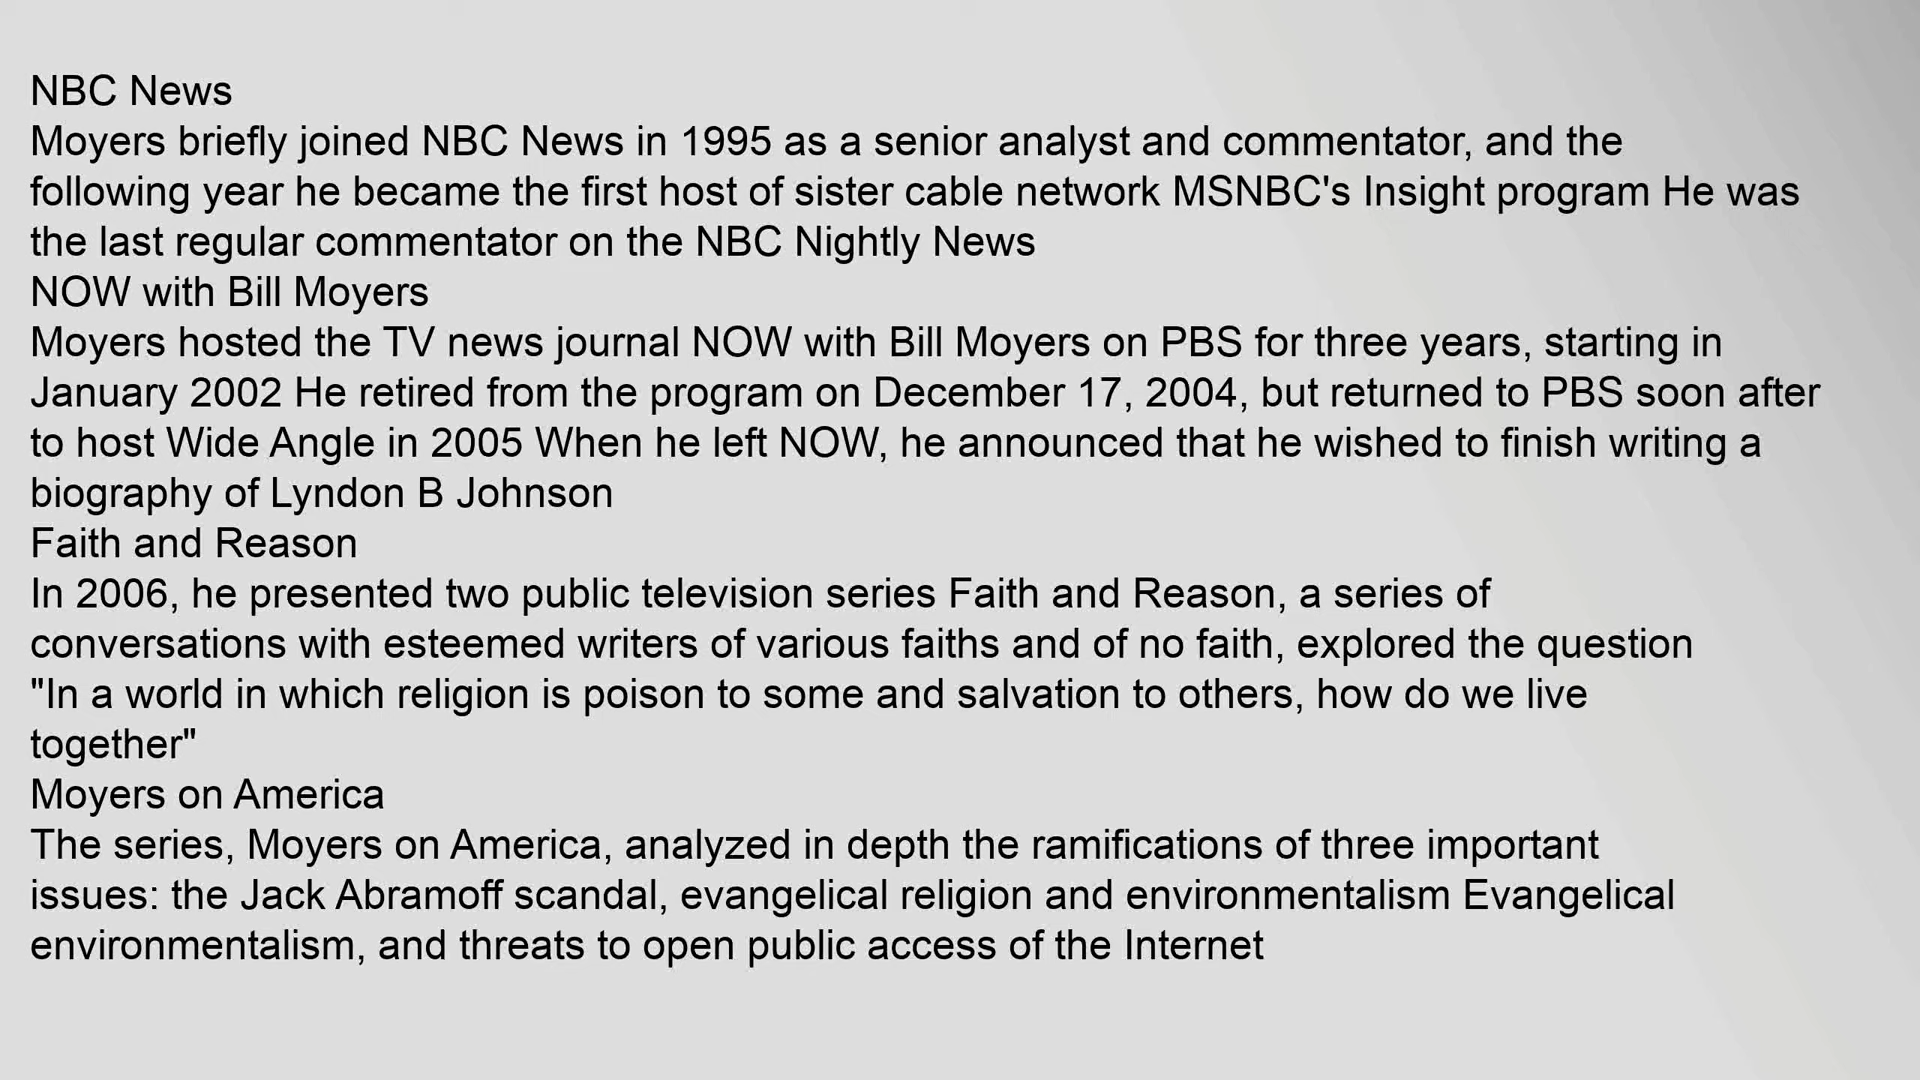 NBC News
Moyers briefly joined NBC News in 1995 as a senior analyst and commentator, and the
following year he became the first host of sister cable network MSNBC's Insight program He was
the last regular commentator on the NBC Nightly News
NOW with Bill Moyers
Moyers hosted the TV news journal NOW with Bill Moyers on PBS for three years, starting in
January 2002 He retired from the program on December 17, 2004, but returned to PBS soon after
to host Wide Angle in 2005 When he left NOW, he announced that he wished to finish writing a
biography of Lyndon B Johnson
Faith and Reason
In 2006, he presented two public television series Faith and Reason, a series of
conversations with esteemed writers of various faiths and of no faith, explored the question
"In a world in which religion is poison to some and salvation to others, how do we live
together"
Moyers on America
The series, Moyers on America, analyzed in depth the ramifications of three important
issues: the Jack Abramoff scandal, evangelical religion and environmentalism Evangelical
environmentalism, and threats to open public access of the Internet